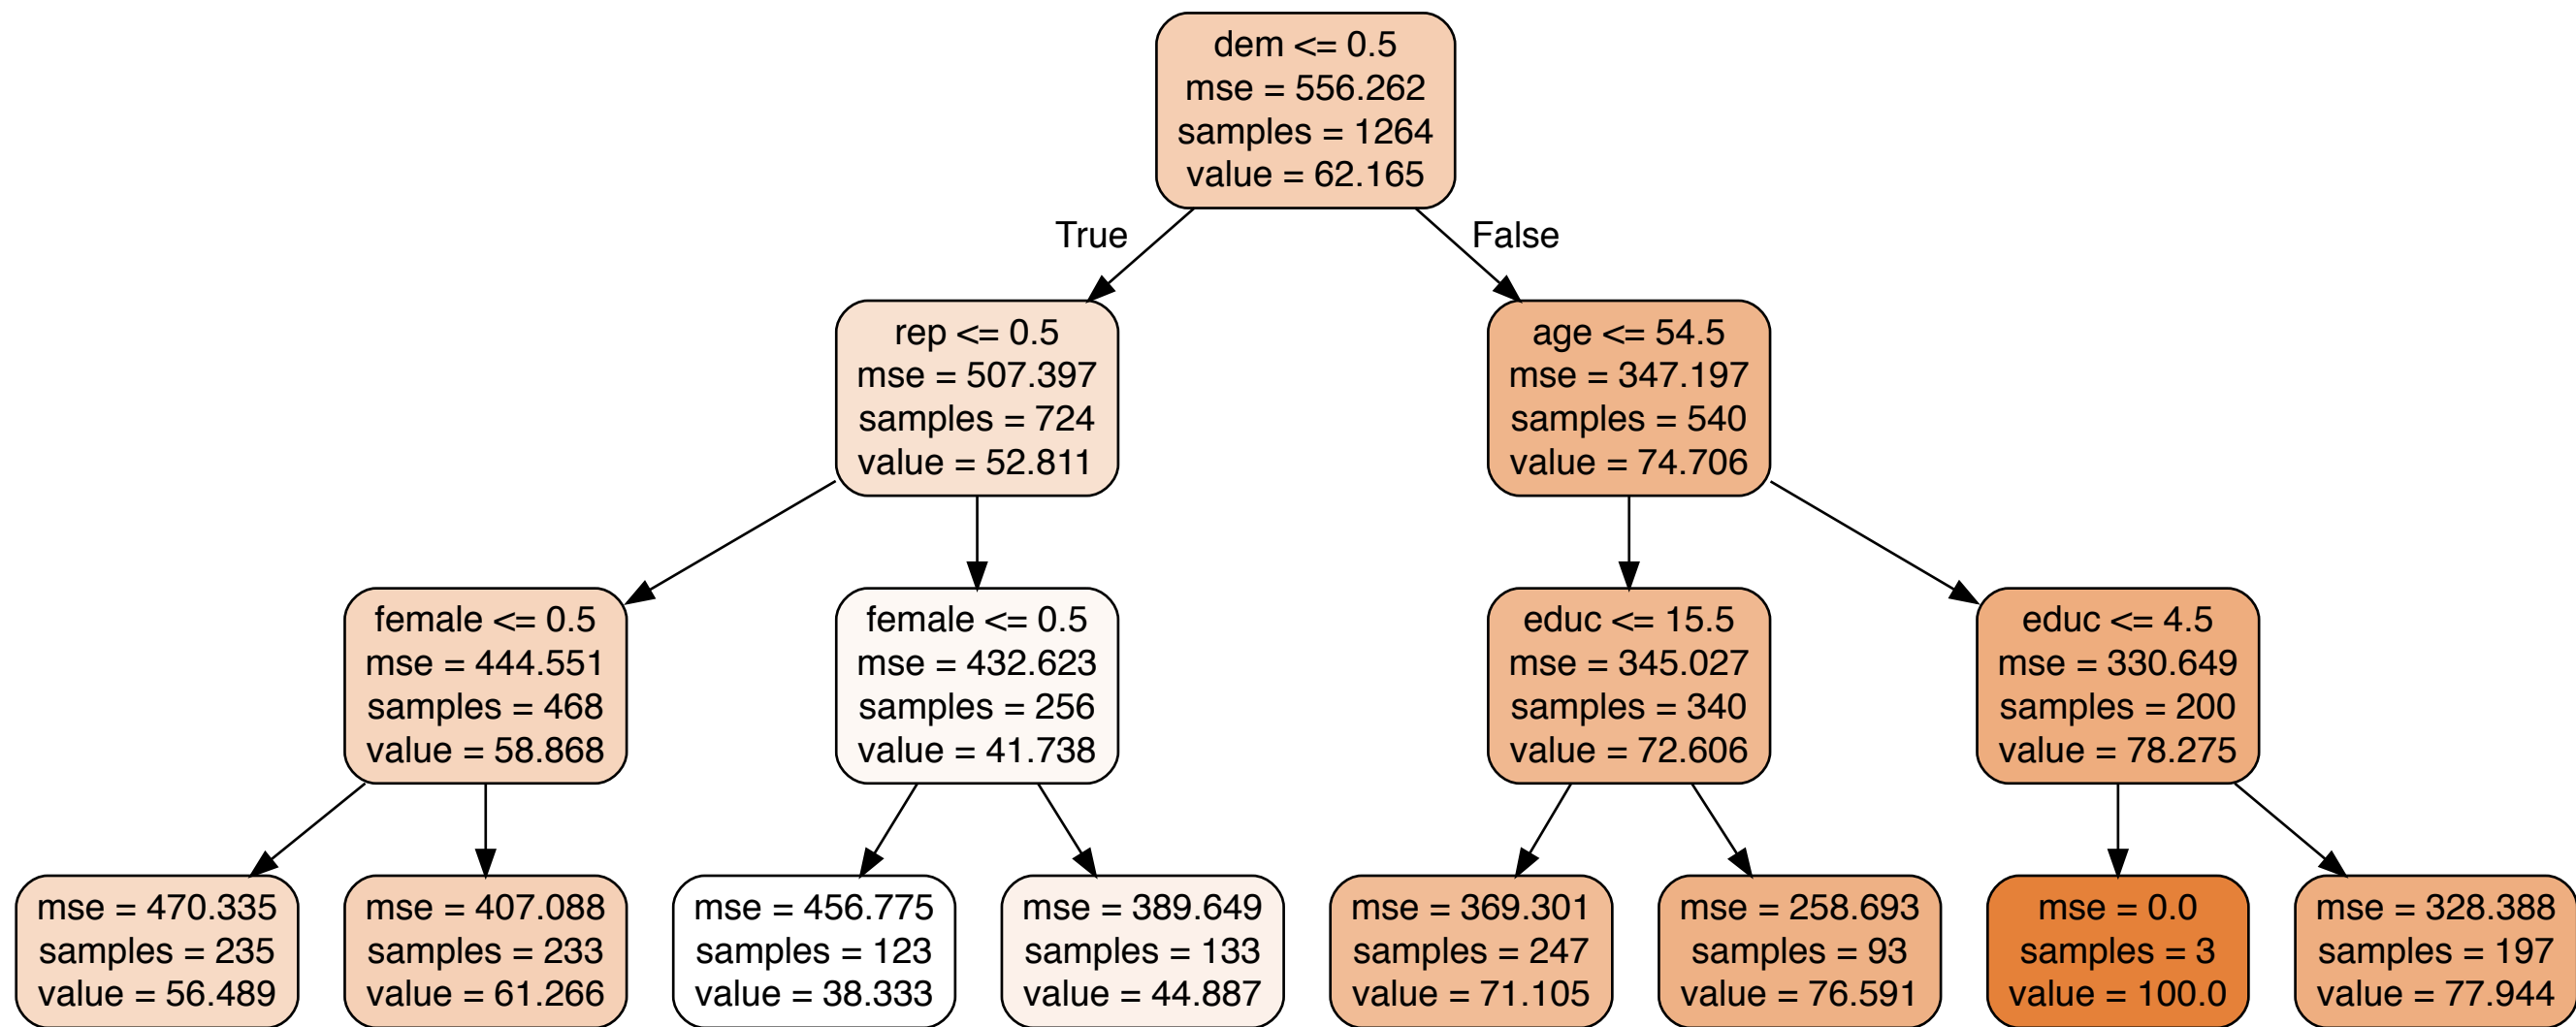 dem <= 0.5
mse = 556.262
samples = 1264
value = 62.165
True
False
rep <= 0.5
mse = 507.397
samples = 724
value = 52.811
age <= 54.5
mse = 347.197
samples = 540
value = 74.706
female <= 0.5
mse = 444.551
samples = 468
value = 58.868
female <= 0.5
mse = 432.623
samples = 256
value = 41.738
educ <= 15.5
mse = 345.027
samples = 340
value = 72.606
educ <= 4.5
mse = 330.649
samples = 200
value = 78.275
mse = 470.335
samples = 235
value = 56.489
mse = 407.088
samples = 233
value = 61.266
mse = 456.775
samples = 123
value = 38.333
mse = 389.649
samples = 133
value = 44.887
mse = 369.301
samples = 247
value = 71.105
mse = 258.693
samples = 93
value = 76.591
mse = 0.0
samples = 3
value = 100.0
mse = 328.388
samples = 197
value = 77.944